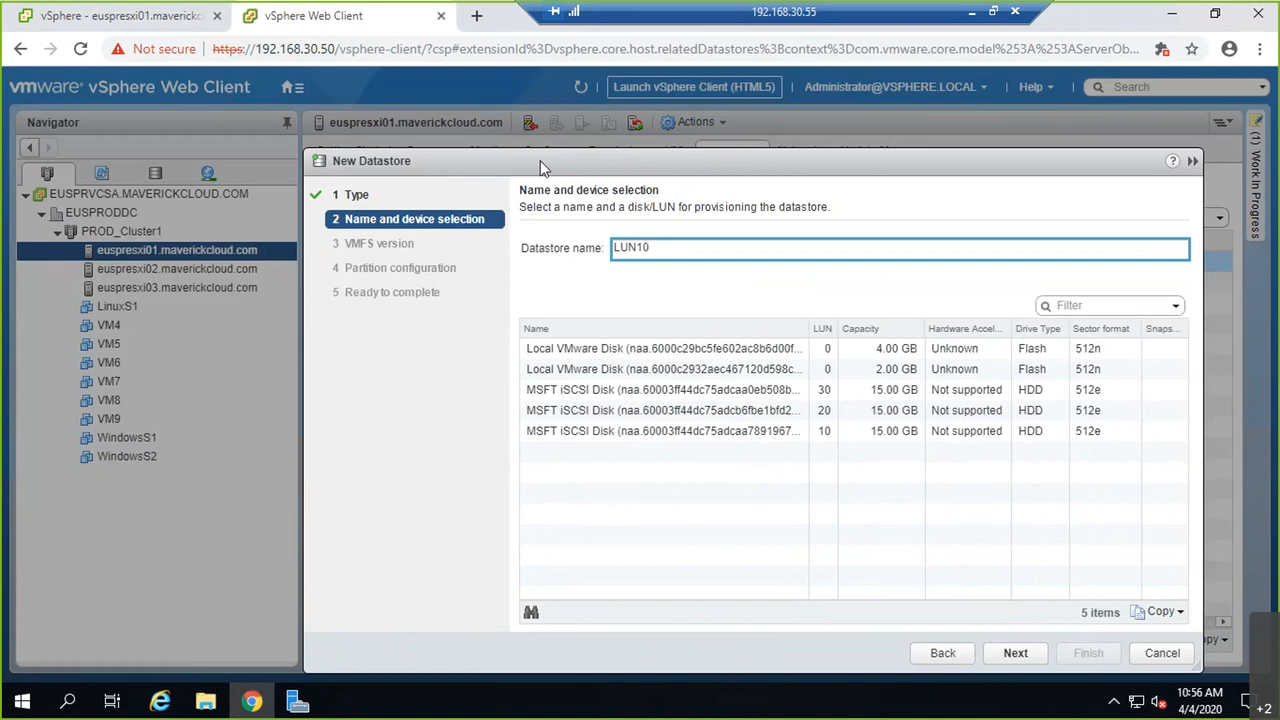 vSphere - euspresxi01.maverickc
vSphere Web Client
192.168.30.55
Not secure
https://192.168.30.50/vsphere-client/?csp#extensionId%3Dvsphere.core.host.relatedDatastores%3Bcontext%3Dcom.vmware.core.model%253A%253AServerOb...
vmware vSphere Web Client
Launch vSphere Client (HTML5)
Administrator@VSPHERE.LOCAL
Help
Search
Navigator
euspresxi01.maverickcloud.com
Actions
(1) Work In Progress
EUSPRVCSA.MAVERICKCLOUD.COM
EUSPRODDC
PROD_Cluster1
euspresxi01.maverickcloud.com
euspresxi02.maverickcloud.com
euspresxi03.maverickcloud.com
LinuxS1
VM4
VM5
VM6
VM7
VM8
VM9
WindowsS1
WindowsS2
New Datastore
1 Type
2 Name and device selection
3 VMFS version
4 Partition configuration
5 Ready to complete
Name and device selection
Select a name and a disk/LUN for provisioning the datastore.
Datastore name: LUN10
Filter
Name LUN Capacity Hardware Accel... Drive Type Sector format Snaps...
Local VMware Disk (naa.6000c29bc5fe602ac8b6d00f... 0 4.00 GB Unknown Flash 512n
Local VMware Disk (naa.6000c2932aec467120d598c... 0 2.00 GB Unknown Flash 512n
MSFT iSCSI Disk (naa.60003ff44dc75adcaa0eb508b... 30 15.00 GB Not supported HDD 512e
MSFT iSCSI Disk (naa.60003ff44dc75adcb6fbe1bfd2... 20 15.00 GB Not supported HDD 512e
MSFT iSCSI Disk (naa.60003ff44dc75adcaa7891967... 10 15.00 GB Not supported HDD 512e
5 items
Copy
Back
Next
Finish
Cancel
10:56 AM
4/4/2020
+2